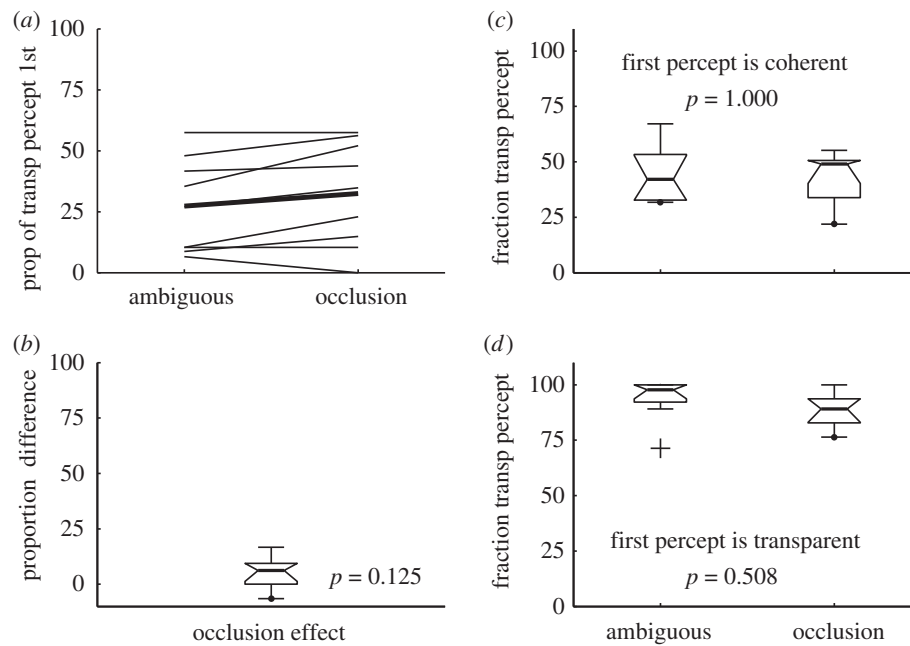 (a)
100
75
50
25
0
prop of transp percept 1st
ambiguous
occlusion
(b)
100
75
50
25
0
proportion difference
p = 0.125
occlusion effect
(c)
100
75
50
25
0
fraction transp percept
first percept is coherent
p = 1.000
(d)
100
75
50
25
0
fraction transp percept
first percept is transparent
p = 0.508
ambiguous
occlusion